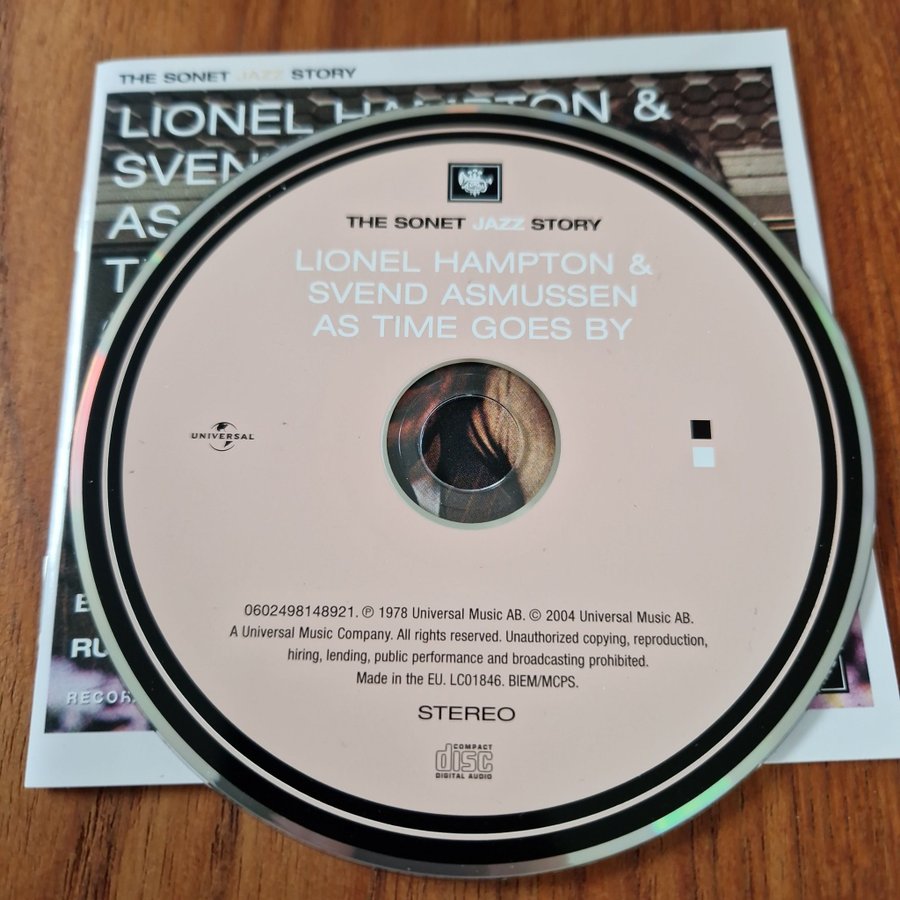 THE SONET JAZZ STORY
LIONEL &
AS
THE SONET JAZZ STORY
LIONEL HAMPTON &
SVEND ASMUSSEN
AS TIME GOES BY
UNIVERSAL
0602498148921. ℗ 1978 Universal Music AB. © 2004 Universal Music AB.
A Universal Music Company. All rights reserved. Unauthorized copying, reproduction,
hiring, lending, public performance and broadcasting prohibited.
Made in the EU. LC01846. BIEM/MCPS.
STEREO
COMPACT
disc
DIGITAL AUDIO